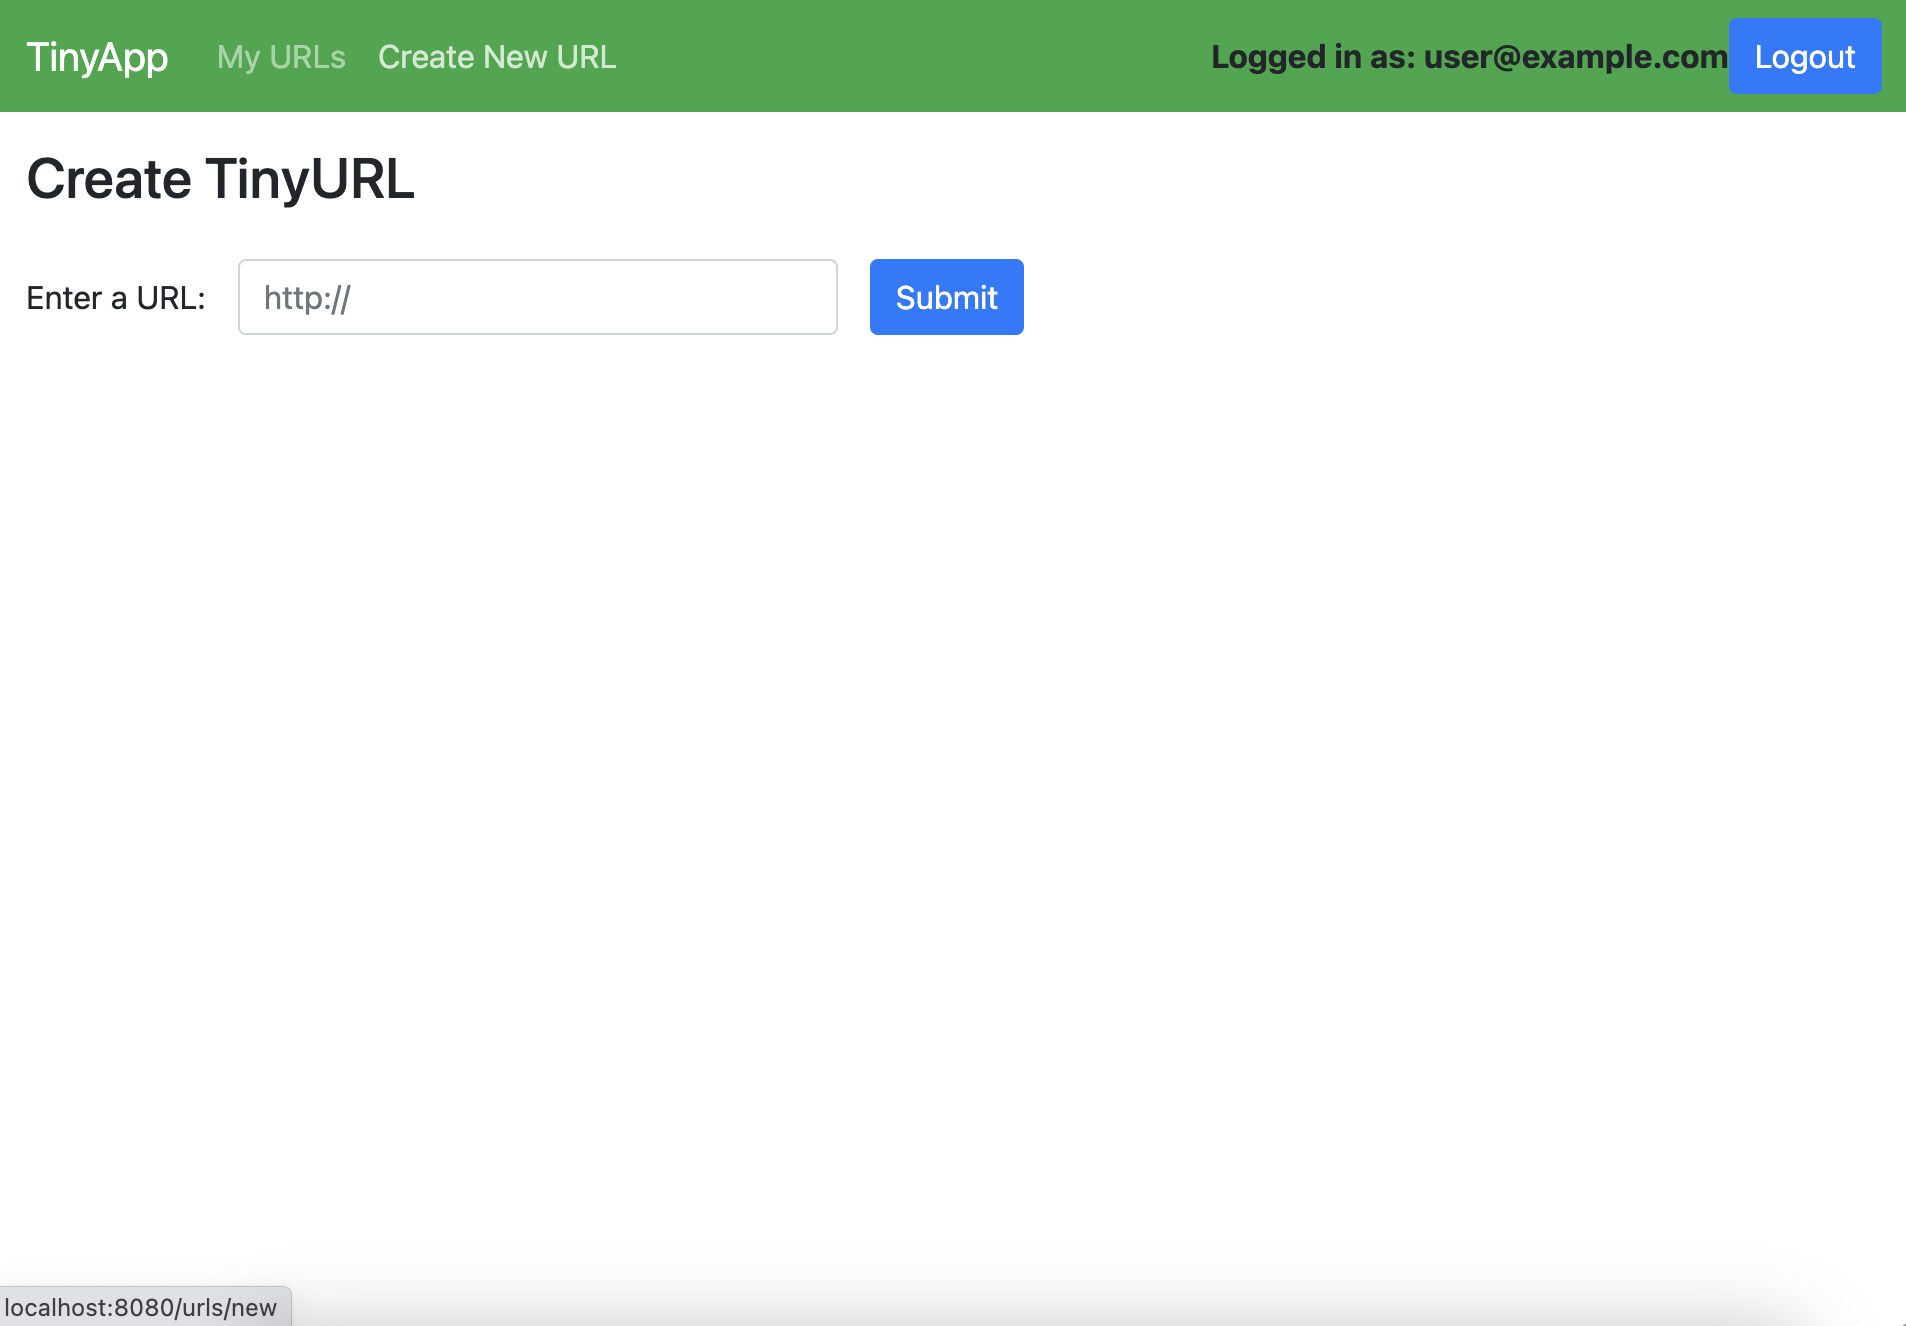 TinyApp My URLs Create New URL Logged in as: user@example.com Logout
Create TinyURL
Enter a URL: http:// Submit
localhost:8080/urls/new